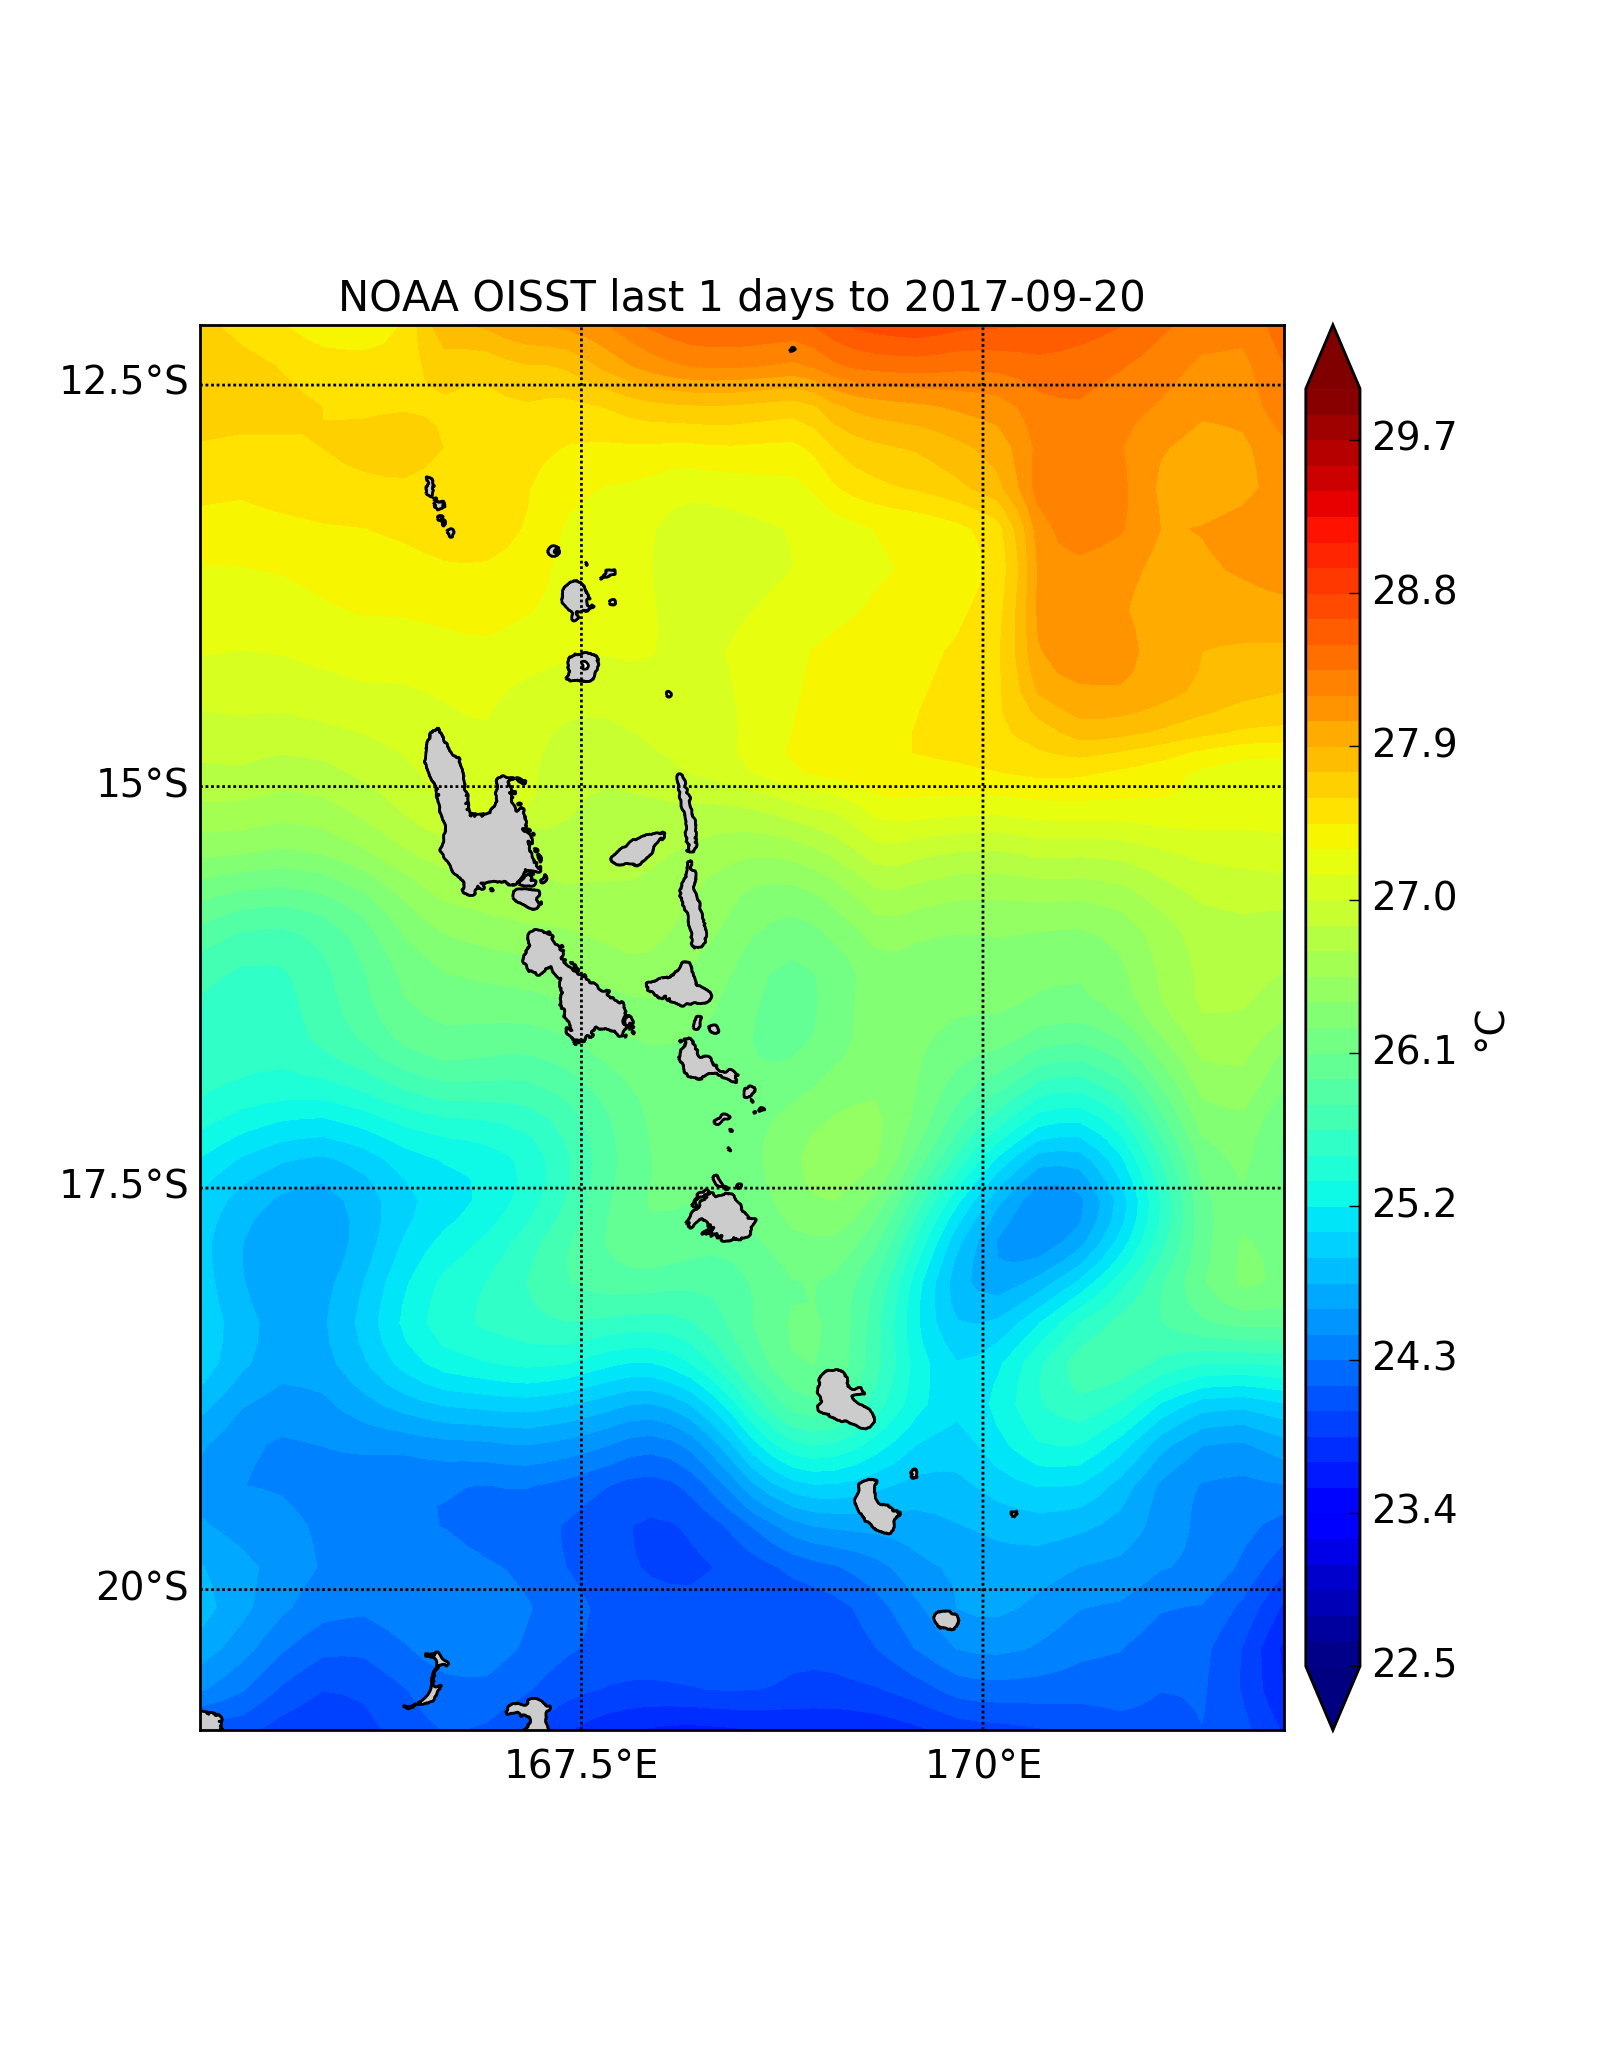 NOAA OISST last 1 days to 2017-09-20
12.5°S
15°S
17.5°S
20°S
167.5°E
170°E
29.7
28.8
27.9
27.0
26.1
25.2
24.3
23.4
22.5
°C